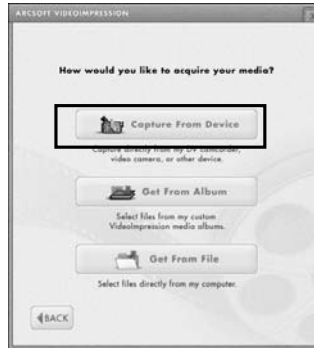 ARCSOFT VIDEOIMPRESSION
How would you like to acquire your media?
Capture From Device
Capture directly from my DV camcorder,
video camera, or other device.
Get From Album
Select files from my custom
VideoImpression media albums.
Get From File
Select files directly from my computer.
BACK